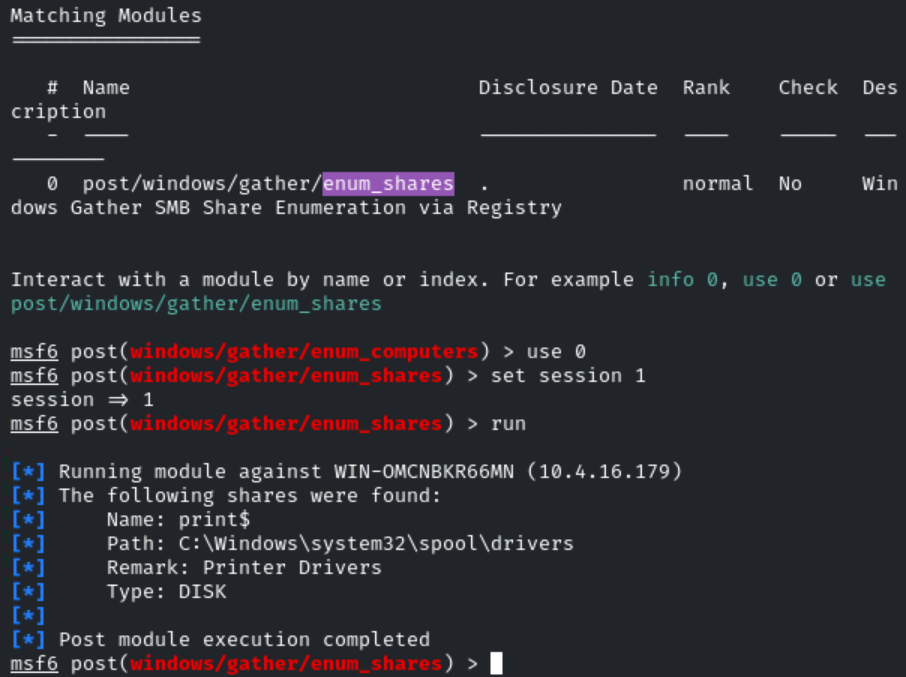 Matching Modules
================
# Name Disclosure Date Rank Check Des
cription
- ---- --------------- ---- ----- ---
--------
0 post/windows/gather/enum_shares . normal No Win
dows Gather SMB Share Enumeration via Registry
Interact with a module by name or index. For example info 0, use 0 or use
post/windows/gather/enum_shares
msf6 post(windows/gather/enum_computers) > use 0
msf6 post(windows/gather/enum_shares) > set session 1
session => 1
msf6 post(windows/gather/enum_shares) > run
[*] Running module against WIN-OMCNBKR66MN (10.4.16.179)
[*] The following shares were found:
[*] Name: print$
[*] Path: C:\Windows\system32\spool\drivers
[*] Remark: Printer Drivers
[*] Type: DISK
[*]
[*] Post module execution completed
msf6 post(windows/gather/enum_shares) >